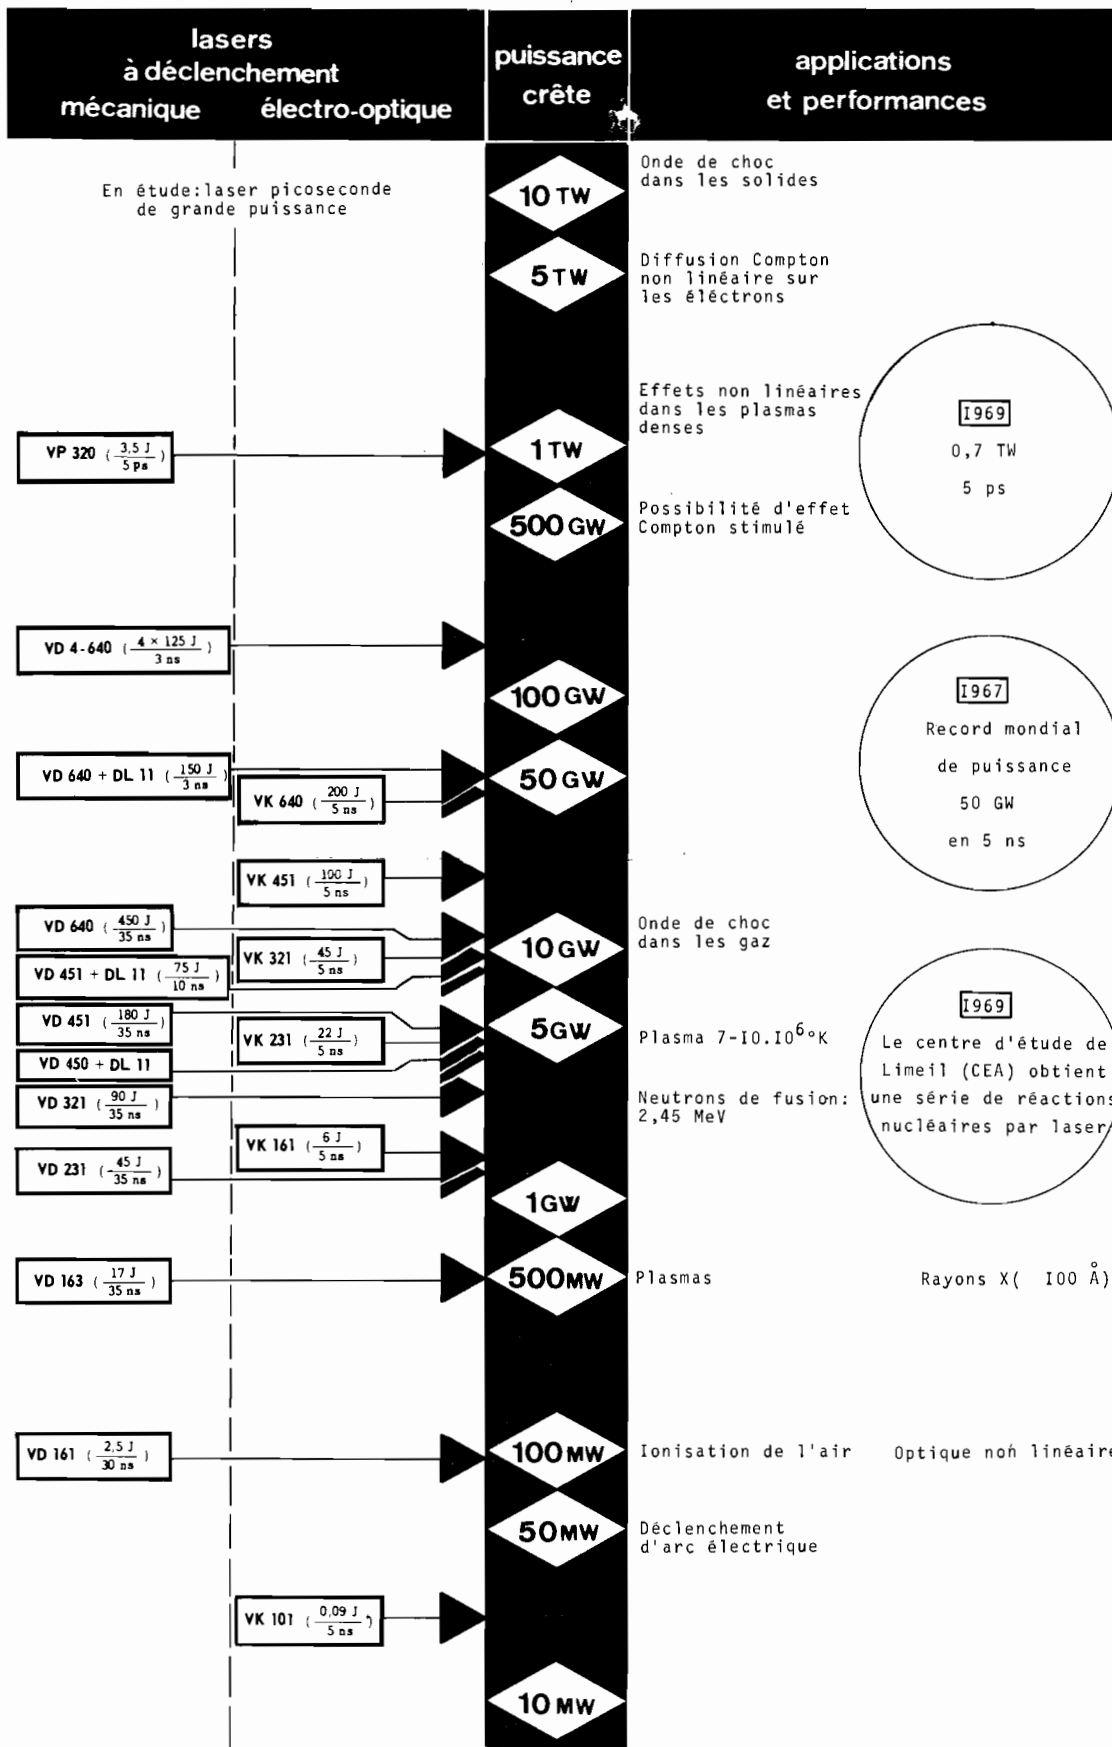 lasers
à déclenchement
mécanique électro-optique
puissance
crête
applications
et performances
En étude:laser picoseconde
de grande puissance
10 TW
Onde de choc
dans les solides
5 TW
Diffusion Compton
non linéaire sur
les éléctrons
Effets non linéaires
dans les plasmas
denses
VP 320 ( 3,5 J / 5 ps )
1 TW
I969
0,7 TW
5 ps
500 GW
Possibilité d'effet
Compton stimulé
VD 4-640 ( 4 × 125 J / 3 ns )
100 GW
I967
Record mondial
de puissance
50 GW
en 5 ns
VD 640 + DL 11 ( 150 J / 3 ns )
VK 640 ( 200 J / 5 ns )
50 GW
VK 451 ( 100 J / 5 ns )
VD 640 ( 450 J / 35 ns )
VK 321 ( 45 J / 5 ns )
VD 451 + DL 11 ( 75 J / 10 ns )
10 GW
Onde de choc
dans les gaz
VD 451 ( 180 J / 35 ns )
VK 231 ( 22 J / 5 ns )
VD 450 + DL 11
5 GW
Plasma 7-I0.I0⁶°K
I969
Le centre d'étude de
Limeil (CEA) obtient
une série de réactions
nucléaires par laser
VD 321 ( 90 J / 35 ns )
Neutrons de fusion:
2,45 MeV
VK 161 ( 6 J / 5 ns )
VD 231 ( 45 J / 35 ns )
1 GW
VD 163 ( 17 J / 35 ns )
500 MW
Plasmas
Rayons X( I00 Å)
VD 161 ( 2,5 J / 30 ns )
100 MW
Ionisation de l'air
Optique non linéaire
50 MW
Déclenchement
d'arc électrique
VK 101 ( 0,09 J / 5 ns )
10 MW